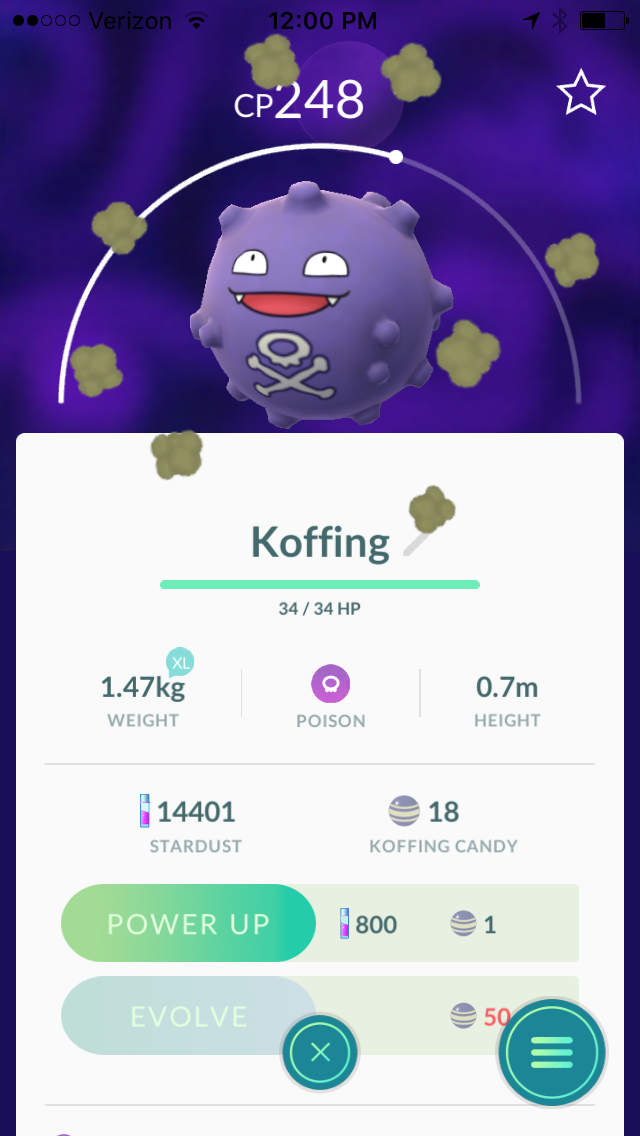 Verizon 12:00 PM
CP248
Koffing
34 / 34 HP
XL
1.47kg
0.7m
WEIGHT
POISON
HEIGHT
14401
18
STARDUST
KOFFING CANDY
POWER UP 800 1
EVOLVE 50